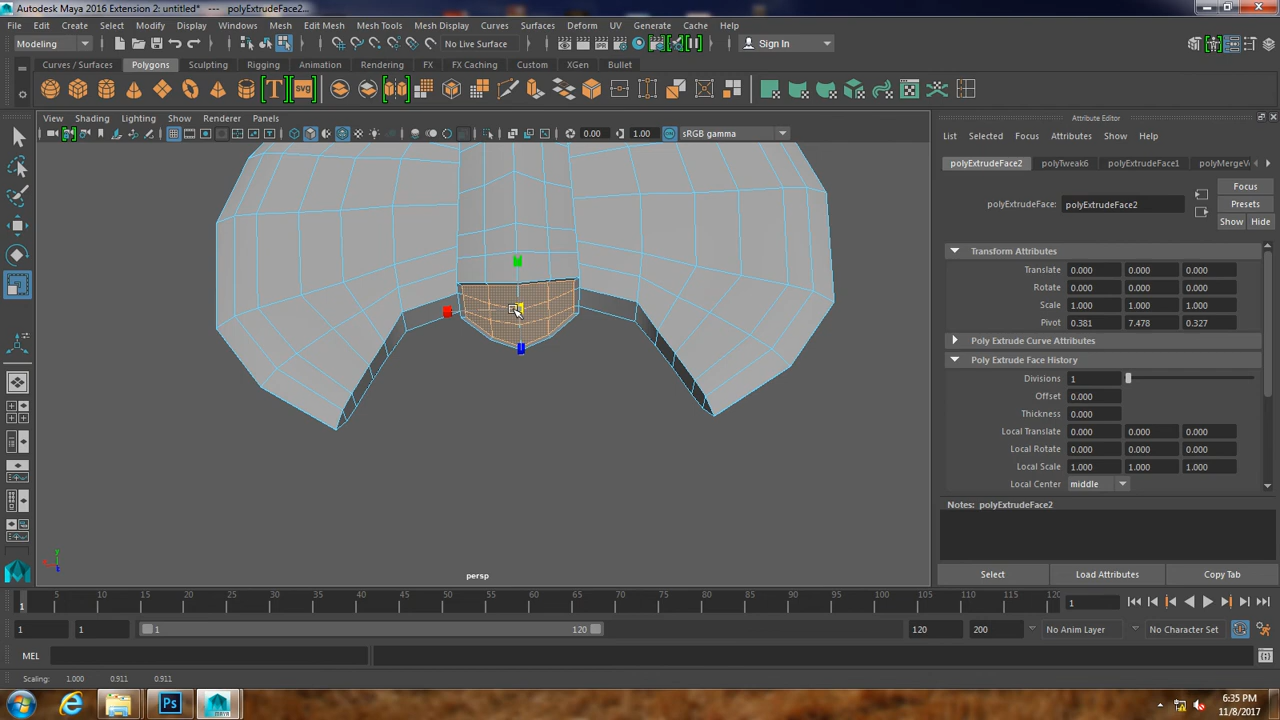 Autodesk Maya 2016 Extension 2: untitled* --- polyExtrudeFace2...
File Edit Create Select Modify Display Windows Mesh Edit Mesh Mesh Tools Mesh Display Curves Surfaces Deform UV Generate Cache Help
Modeling No Live Surface Sign In
Curves / Surfaces Polygons Sculpting Rigging Animation Rendering FX FX Caching Custom XGen Bullet
T SVG
View Shading Lighting Show Renderer Panels
0.00 1.00 sRGB gamma
Attribute Editor
List Selected Focus Attributes Show Help
polyExtrudeFace2 polyTweak6 polyExtrudeFace1 polyMergeV
Focus
polyExtrudeFace: polyExtrudeFace2 Presets
Show Hide
Transform Attributes
Translate 0.000 0.000 0.000
Rotate 0.000 0.000 0.000
Scale 1.000 1.000 1.000
Pivot 0.381 7.478 0.327
Poly Extrude Curve Attributes
Poly Extrude Face History
Divisions 1
Offset 0.000
Thickness 0.000
Local Translate 0.000 0.000 0.000
Local Rotate 0.000 0.000 0.000
Local Scale 1.000 1.000 1.000
Local Center middle
Notes: polyExtrudeFace2
persp
Select Load Attributes Copy Tab
1 5 10 15 20 25 30 35 40 45 50 55 60 65 70 75 80 85 90 95 100 105 110 115 120 1
1 1 1 120 120 200 No Anim Layer No Character Set
MEL
Scaling: 1.000 0.911 0.911
Ps MAYA 6:35 PM
11/8/2017